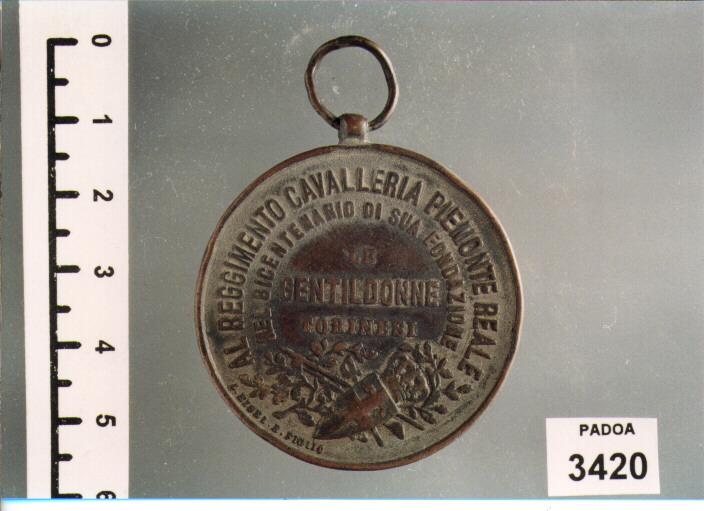 AL REGGIMENTO CAVALLERIA PIEMONTE REALE
NEL BICENTENARIO DI SUA FONDAZIONE
LE
GENTILDONNE
TORINESI
E FIGLIO
0
1
2
3
4
5
6
PADOA
3420